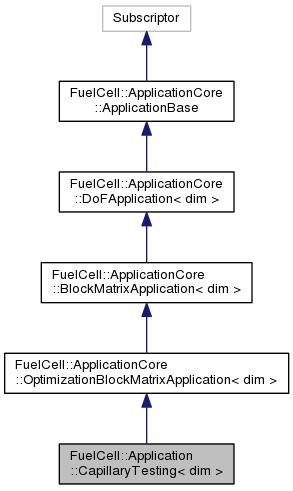 Subscriptor
FuelCell::ApplicationCore
::ApplicationBase
FuelCell::ApplicationCore
::DoFApplication< dim >
FuelCell::ApplicationCore
::BlockMatrixApplication< dim >
FuelCell::ApplicationCore
::OptimizationBlockMatrixApplication< dim >
FuelCell::Application
::CapillaryTesting< dim >